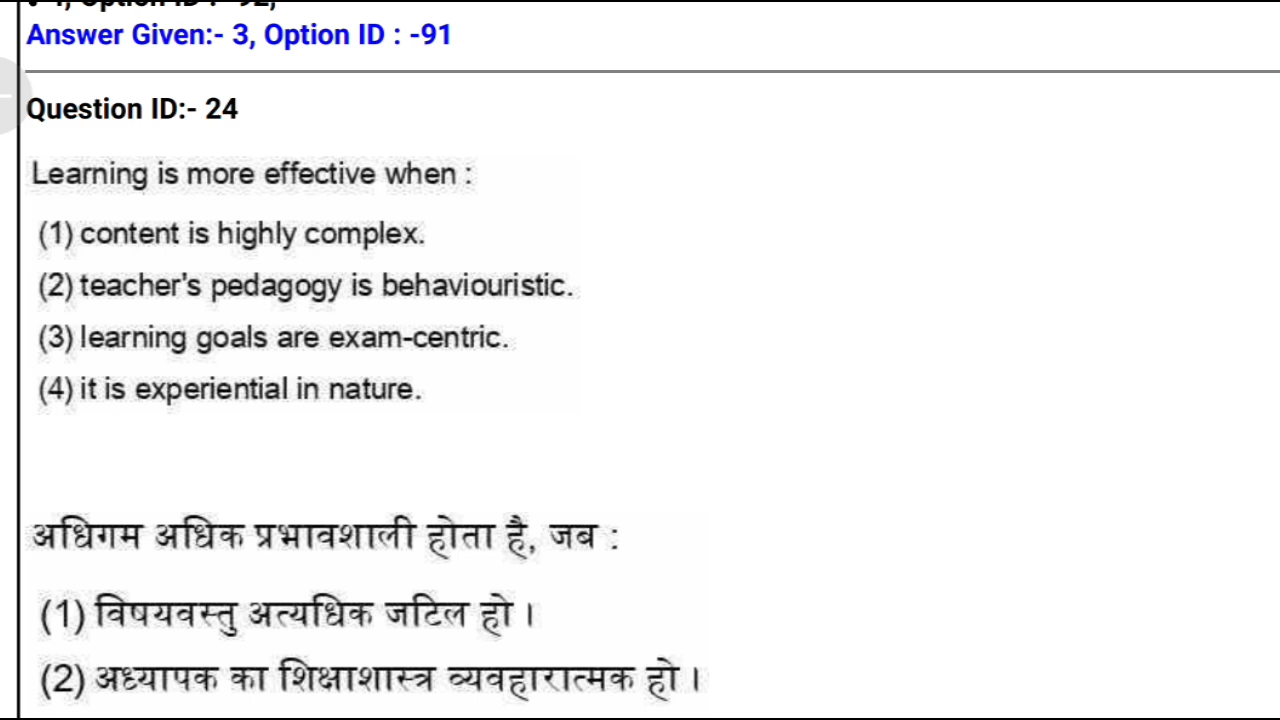 Answer Given:- 3, Option ID : -91
Question ID:- 24
Learning is more effective when :
(1) content is highly complex.
(2) teacher's pedagogy is behaviouristic.
(3) learning goals are exam-centric.
(4) it is experiential in nature.
अधिगम अधिक प्रभावशाली होता है, जब :
(1) विषयवस्तु अत्यधिक जटिल हो ।
(2) अध्यापक का शिक्षाशास्त्र व्यवहारात्मक हो ।